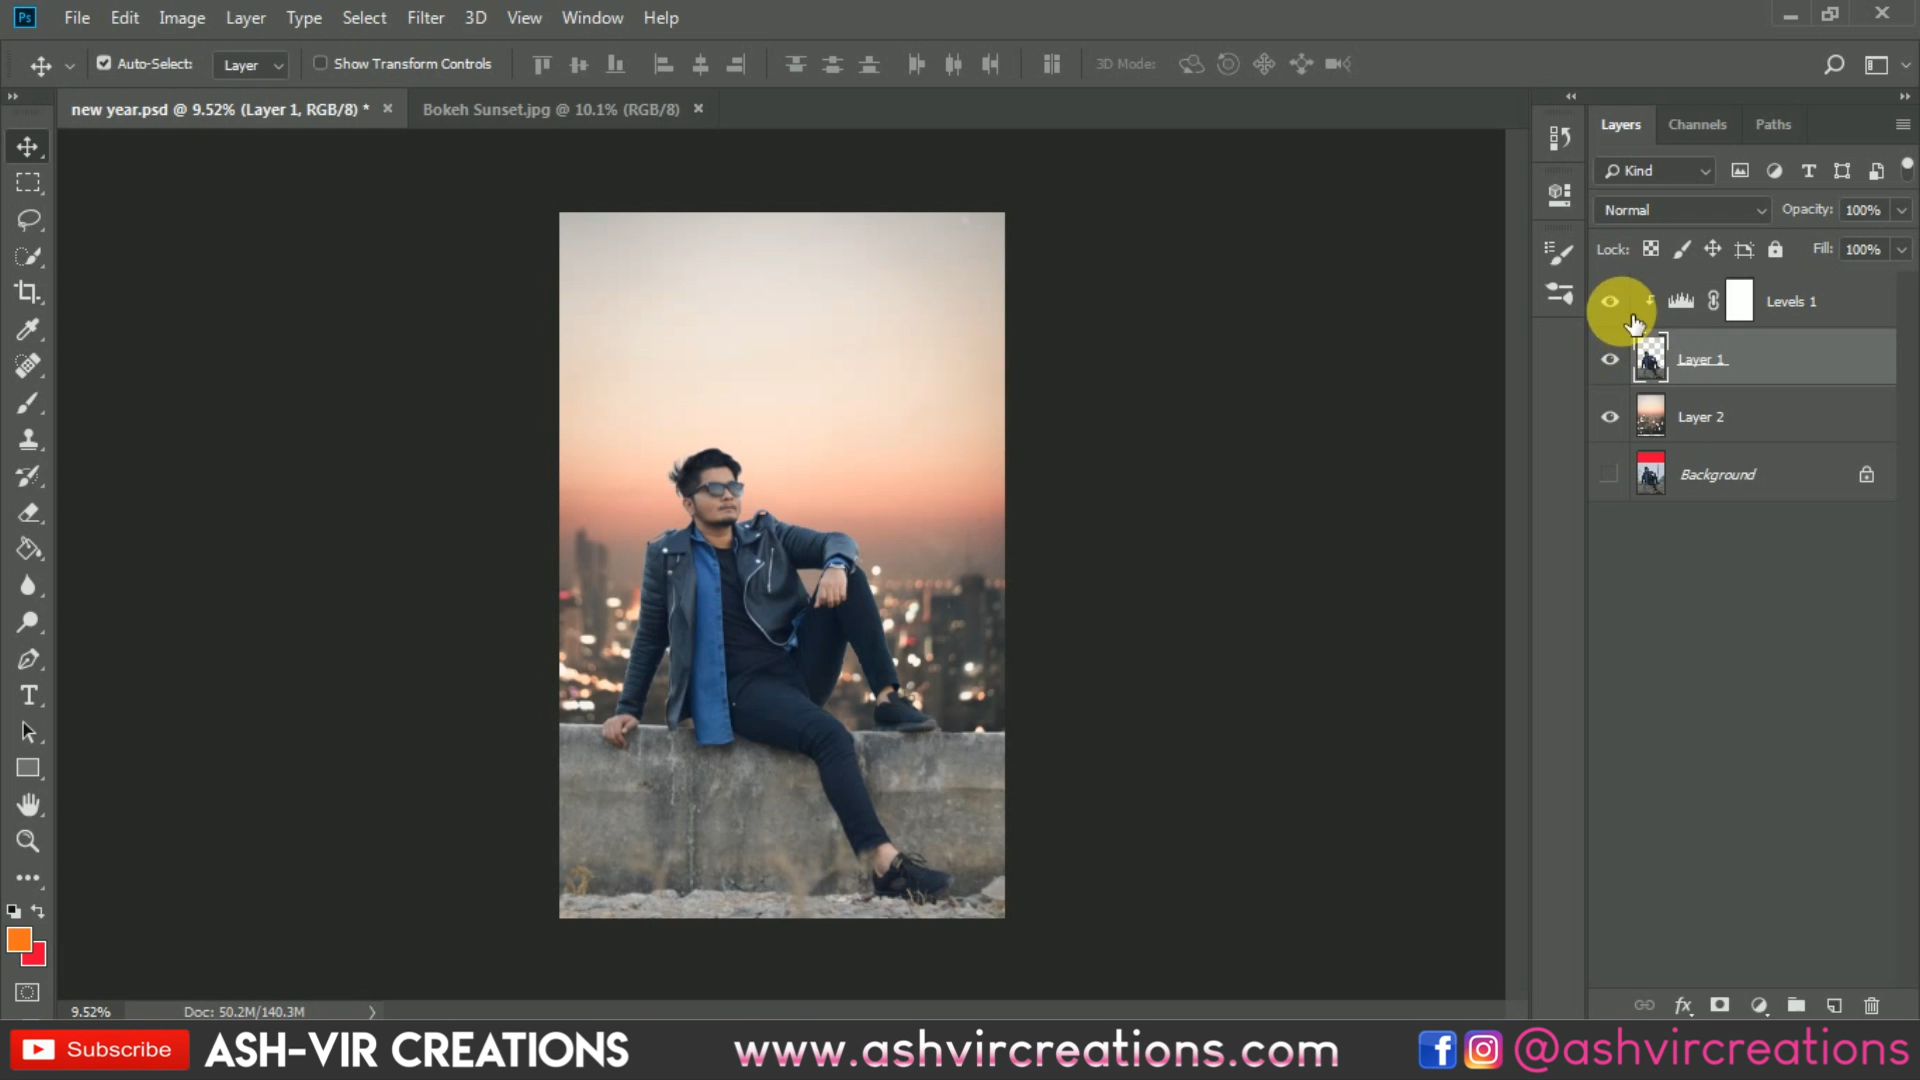 Ps File Edit Image Layer Type Select Filter 3D View Window Help
Auto-Select: Layer Show Transform Controls 3D Mode:
new year.psd @ 9.52% (Layer 1, RGB/8) * × Bokeh Sunset.jpg @ 10.1% (RGB/8) ×
Layers Channels Paths
Kind
Normal Opacity: 100%
Lock: Fill: 100%
Levels 1
Layer 1
Layer 2
Background
9.52% Doc: 50.2M/140.3M
fx
Subscribe ASH-VIR CREATIONS www.ashvircreations.com @ashvircreations